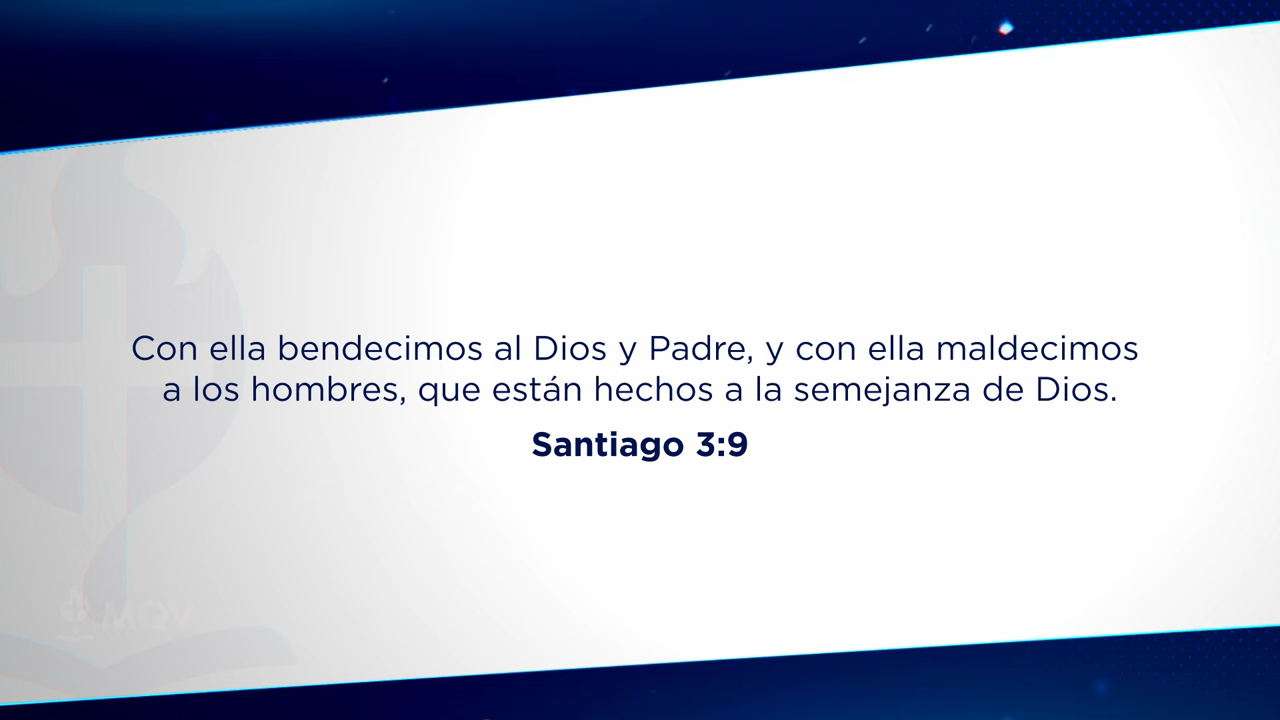 Con ella bendecimos al Dios y Padre, y con ella maldecimos
a los hombres, que están hechos a la semejanza de Dios.
Santiago 3:9
MQV